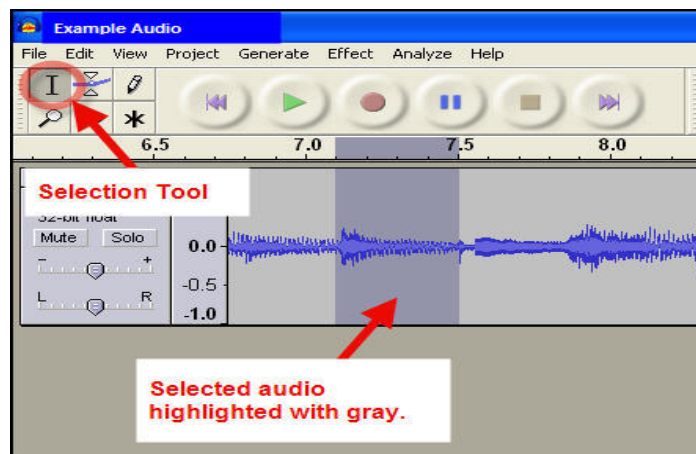 Example Audio
File Edit View Project Generate Effect Analyze Help
6.5 7.0 7.5 8.0
Selection Tool
32-bit float
Mute Solo
0.0
- +
-0.5
L R
-1.0
Selected audio
highlighted with gray.